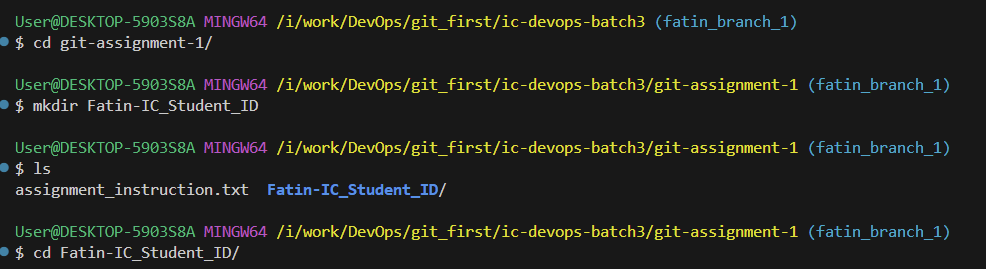 User@DESKTOP-5903S8A MINGW64 /i/work/DevOps/git_first/ic-devops-batch3 (fatin_branch_1)
$ cd git-assignment-1/
User@DESKTOP-5903S8A MINGW64 /i/work/DevOps/git_first/ic-devops-batch3/git-assignment-1 (fatin_branch_1)
$ mkdir Fatin-IC_Student_ID
User@DESKTOP-5903S8A MINGW64 /i/work/DevOps/git_first/ic-devops-batch3/git-assignment-1 (fatin_branch_1)
$ ls
assignment_instruction.txt  Fatin-IC_Student_ID/
User@DESKTOP-5903S8A MINGW64 /i/work/DevOps/git_first/ic-devops-batch3/git-assignment-1 (fatin_branch_1)
$ cd Fatin-IC_Student_ID/